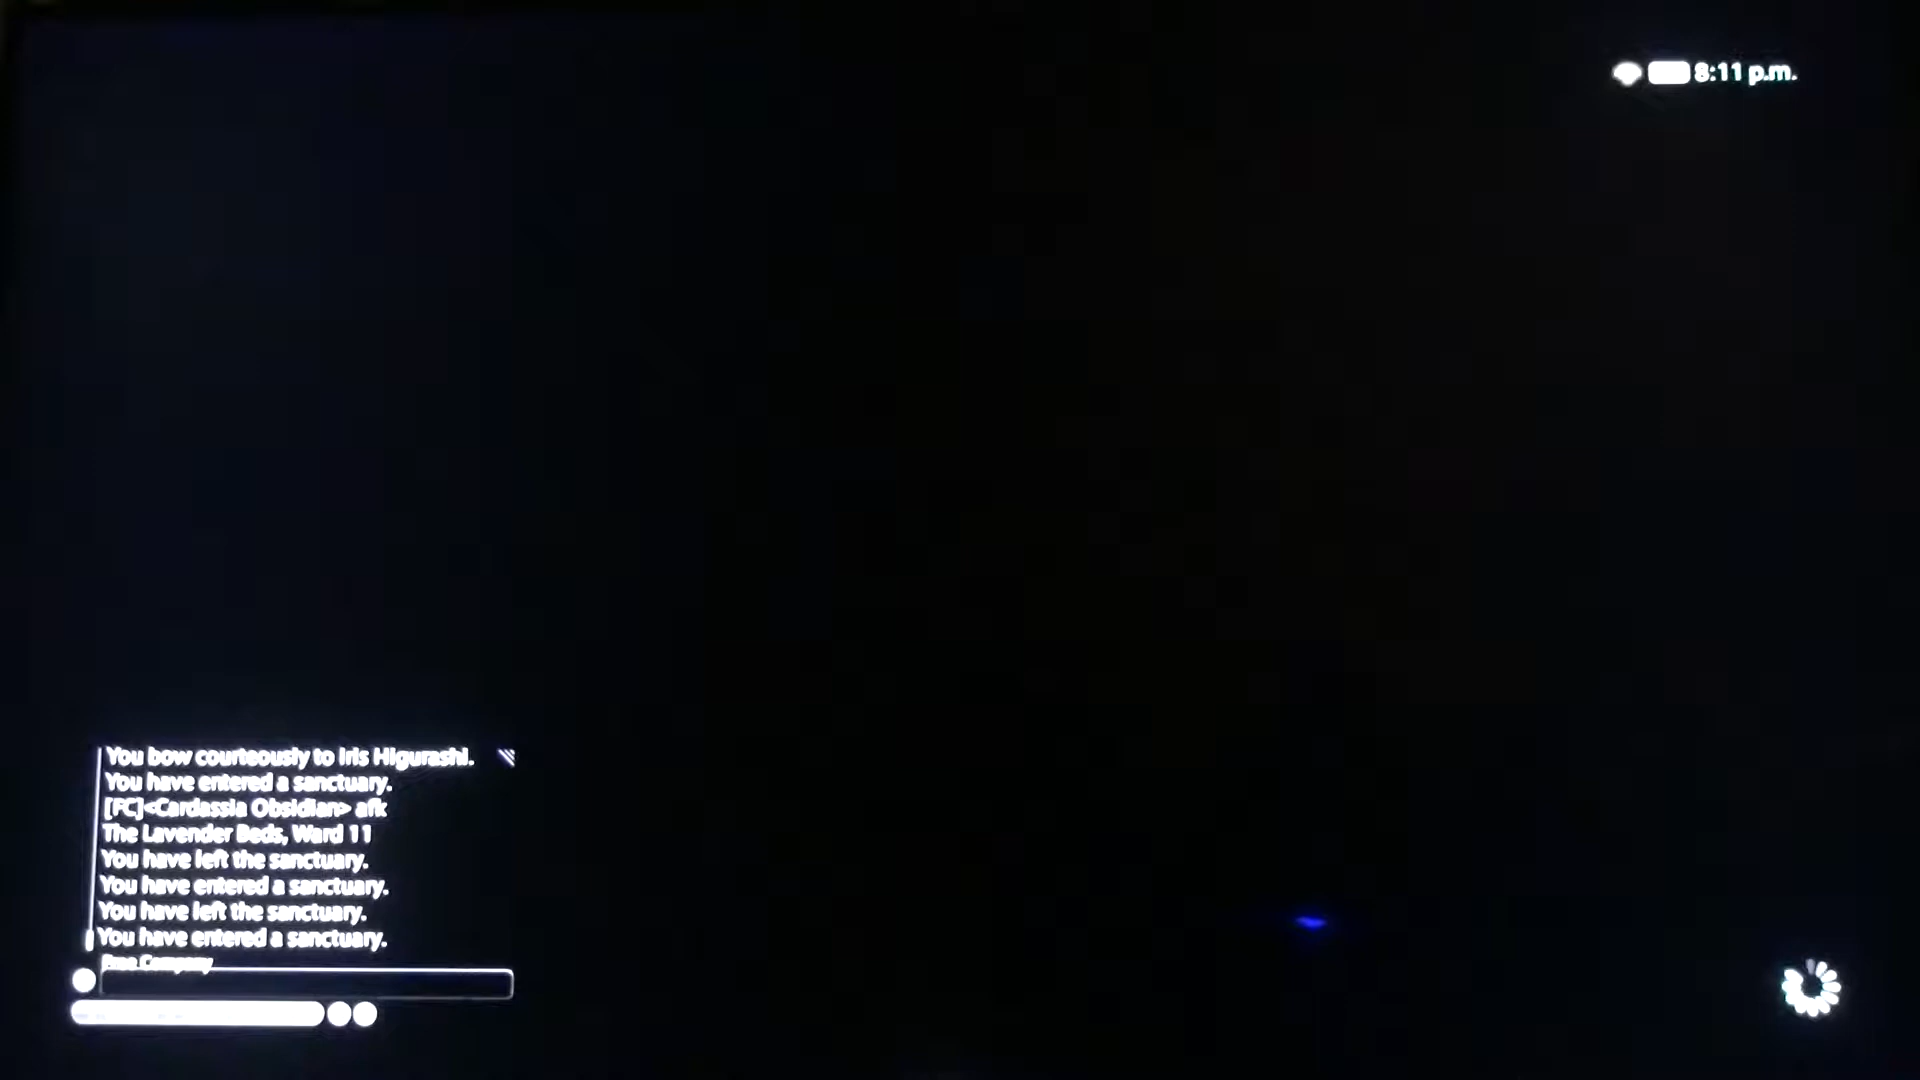 8:11 p.m.
You bow courteously to Iris Higurashi.
You have entered a sanctuary.
[FC]<Cardassia Obsidian> afk
The Lavender Beds, Ward 11
You have left the sanctuary.
You have entered a sanctuary.
You have left the sanctuary.
You have entered a sanctuary.
Free Company